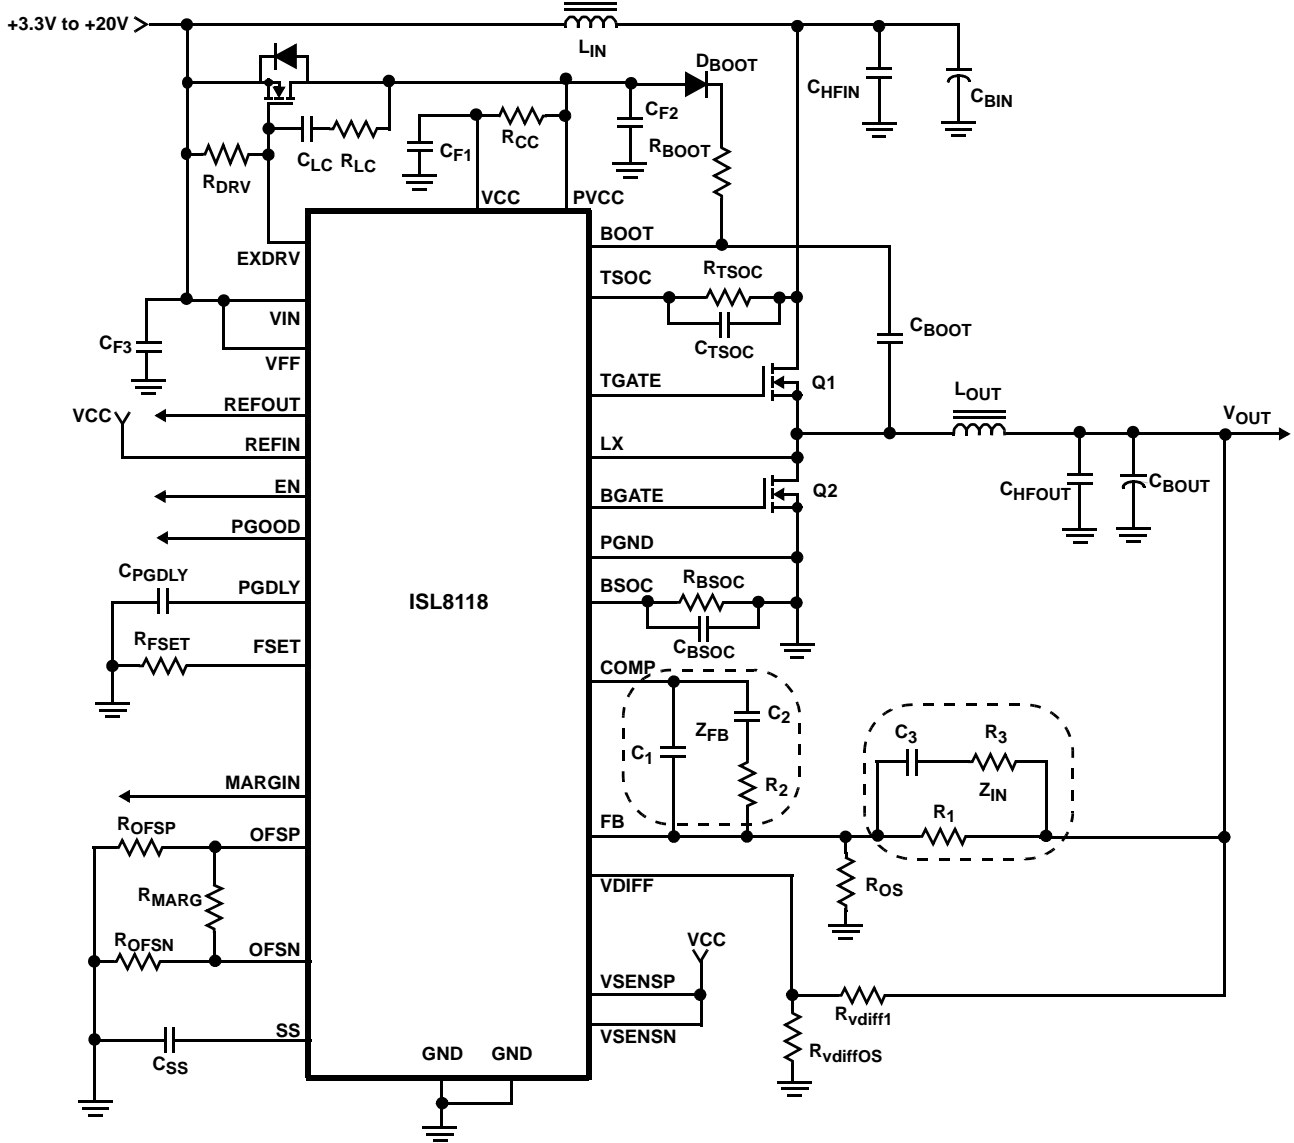 +3.3V to +20V
LIN
DBOOT
CHFIN
CBIN
CF2
RBOOT
RCC
CF1
CLC RLC
RDRV
VCC
PVCC
EXDRV
BOOT
TSOC
RTSOC
CTSOC
CBOOT
VIN
CF3
VFF
TGATE
Q1
REFOUT
VCC
REFIN
LOUT
VOUT
LX
EN
BGATE
Q2
CHFOUT
CBOUT
PGOOD
PGND
CPGDLY
PGDLY
BSOC
RBSOC
CBSOC
ISL8118
RFSET
FSET
COMP
C1
ZFB
C2
R2
C3
R3
ZIN
R1
MARGIN
ROFSP
OFSP
FB
RMARG
VDIFF
ROS
ROFSN
OFSN
VCC
VSENSP
VSENSN
Rvdiff1
RvdiffOS
SS
CSS
GND
GND